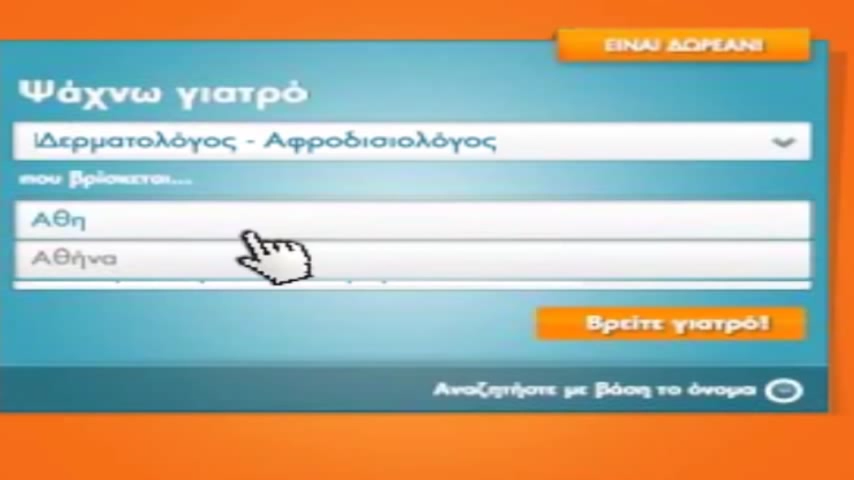 ΕΙΝΑΙ ΔΩΡΕΑΝ!
Ψάχνω γιατρό
Δερματολόγος - Αφροδισιολόγος
που βρίσκεται...
Αθη
Αθήνα
Βρείτε γιατρό!
Αναζητήστε με βάση το όνομα